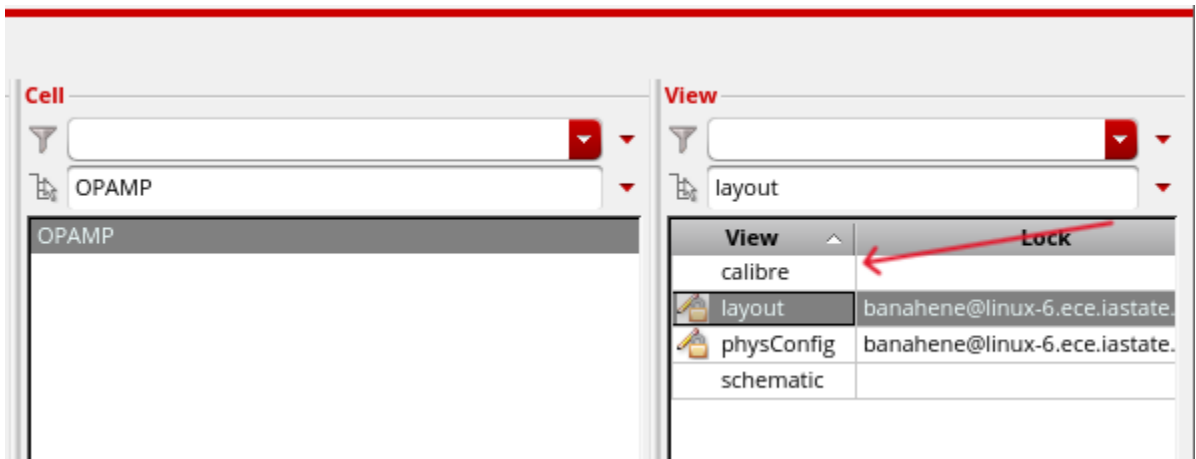 Cell
OPAMP
OPAMP
View
layout
View Lock
calibre
layout banahene@linux-6.ece.iastate.
physConfig banahene@linux-6.ece.iastate.
schematic